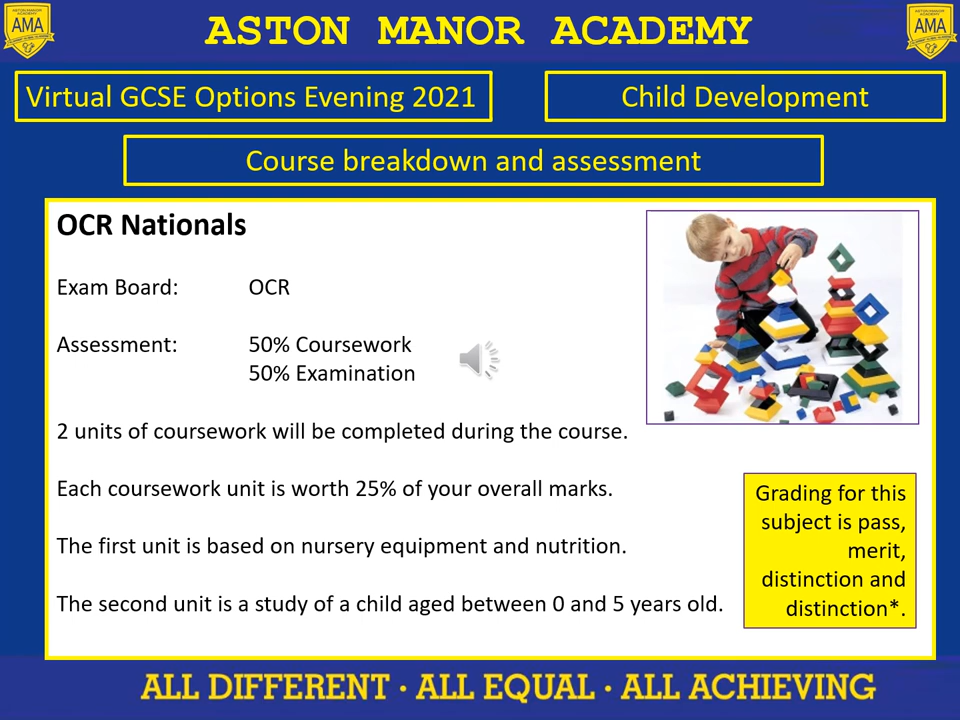 ASTON MANOR ACADEMY
AMA
AMA
Virtual GCSE Options Evening 2021
Child Development
Course breakdown and assessment
OCR Nationals
Exam Board: OCR
Assessment: 50% Coursework
50% Examination
2 units of coursework will be completed during the course.
Each coursework unit is worth 25% of your overall marks.
The first unit is based on nursery equipment and nutrition.
The second unit is a study of a child aged between 0 and 5 years old.
Grading for this
subject is pass,
merit,
distinction and
distinction*.
ALL DIFFERENT · ALL EQUAL · ALL ACHIEVING